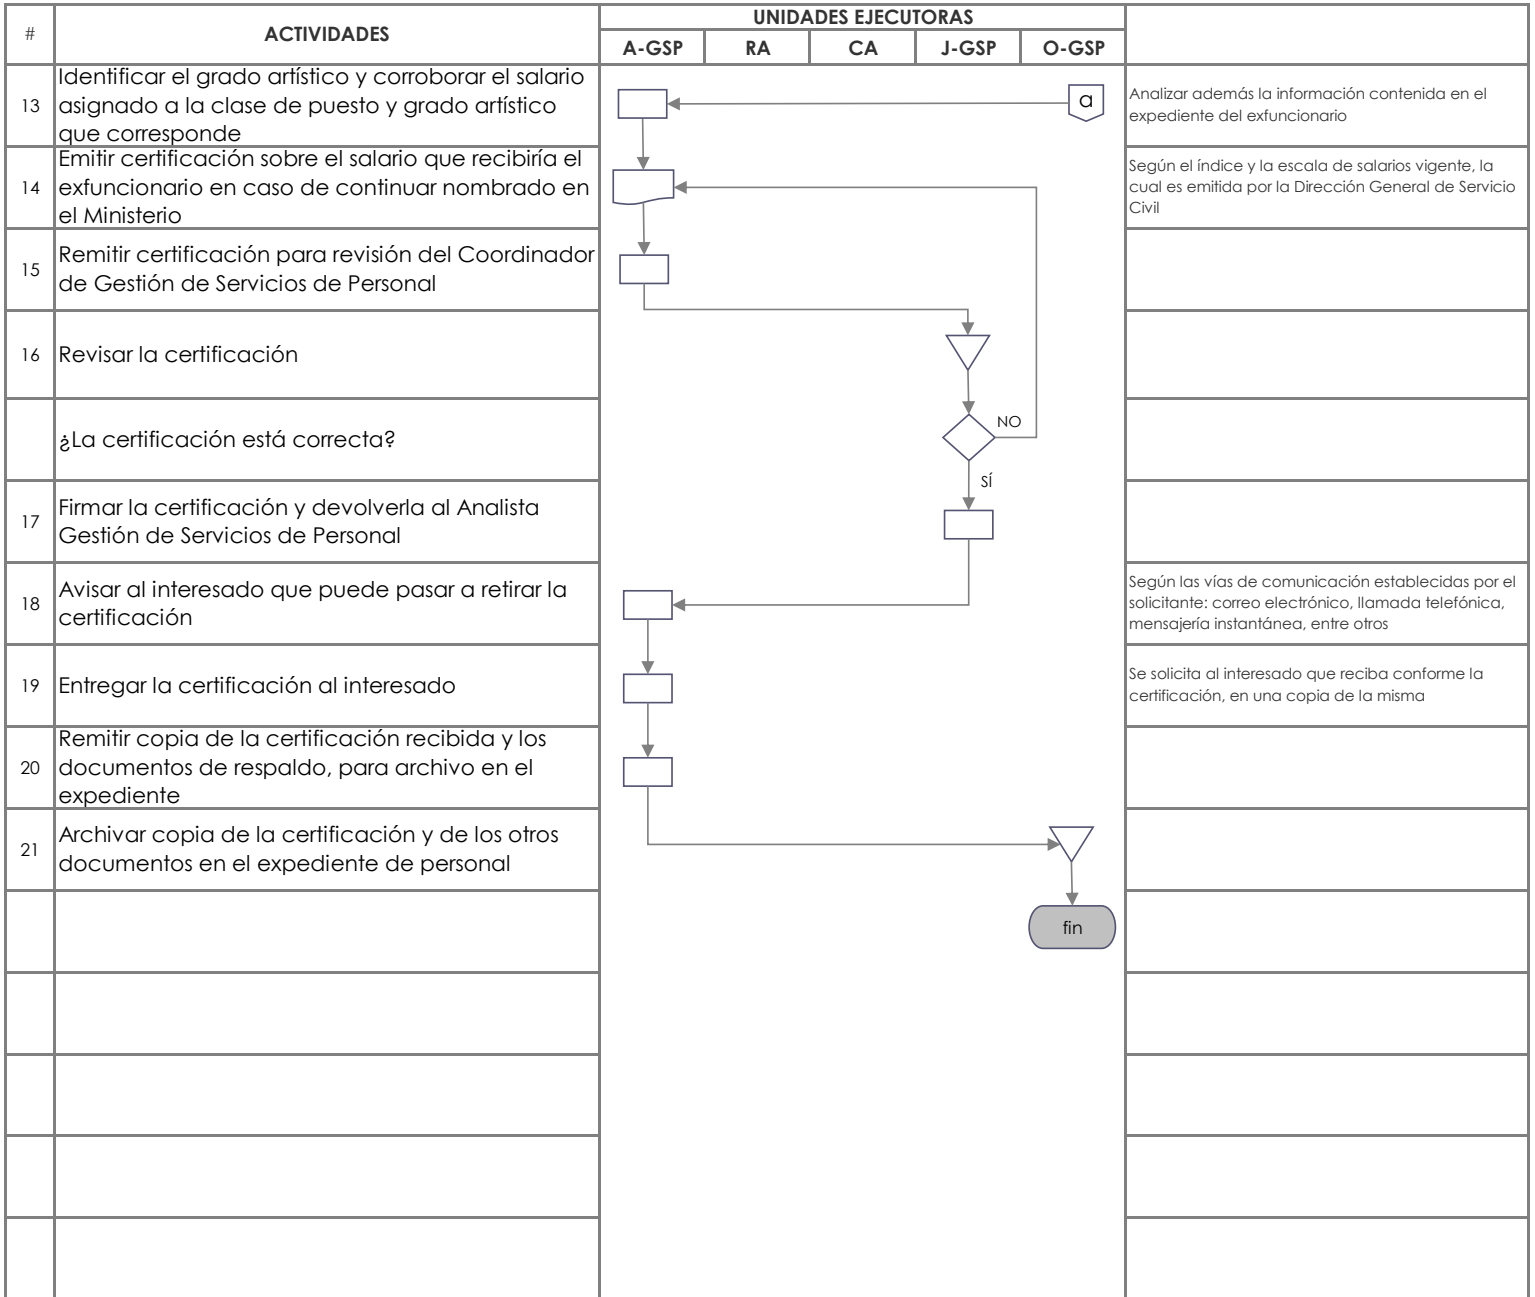 #
ACTIVIDADES
UNIDADES EJECUTORAS
A-GSP RA CA J-GSP O-GSP
13
Identificar el grado artístico y corroborar el salario
asignado a la clase de puesto y grado artístico
que corresponde
a
Analizar además la información contenida en el
expediente del exfuncionario
14
Emitir certificación sobre el salario que recibiría el
exfuncionario en caso de continuar nombrado en
el Ministerio
Según el índice y la escala de salarios vigente, la
cual es emitida por la Dirección General de Servicio
Civil
15
Remitir certificación para revisión del Coordinador
de Gestión de Servicios de Personal
16
Revisar la certificación
¿La certificación está correcta?
NO
SÍ
17
Firmar la certificación y devolverla al Analista
Gestión de Servicios de Personal
18
Avisar al interesado que puede pasar a retirar la
certificación
Según las vías de comunicación establecidas por el
solicitante: correo electrónico, llamada telefónica,
mensajería instantánea, entre otros
19
Entregar la certificación al interesado
Se solicita al interesado que reciba conforme la
certificación, en una copia de la misma
20
Remitir copia de la certificación recibida y los
documentos de respaldo, para archivo en el
expediente
21
Archivar copia de la certificación y de los otros
documentos en el expediente de personal
fin